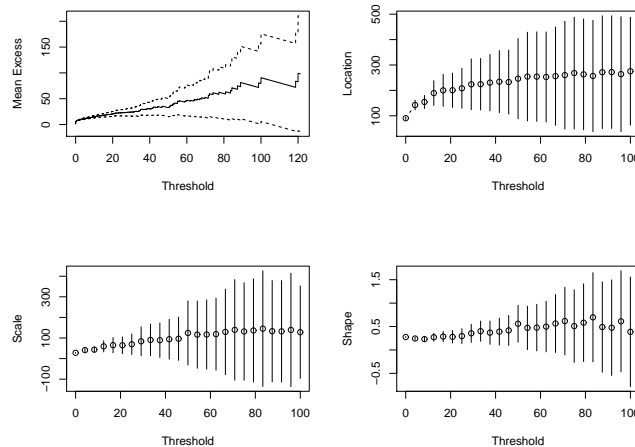 Mean Excess
0 50 150
0 20 40 60 80 100 120
Threshold
Location
100 300 500
0 20 40 60 80 100
Threshold
Scale
−100 100 300
0 20 40 60 80 100
Threshold
Shape
−0.5 0.5 1.5
0 20 40 60 80 100
Threshold